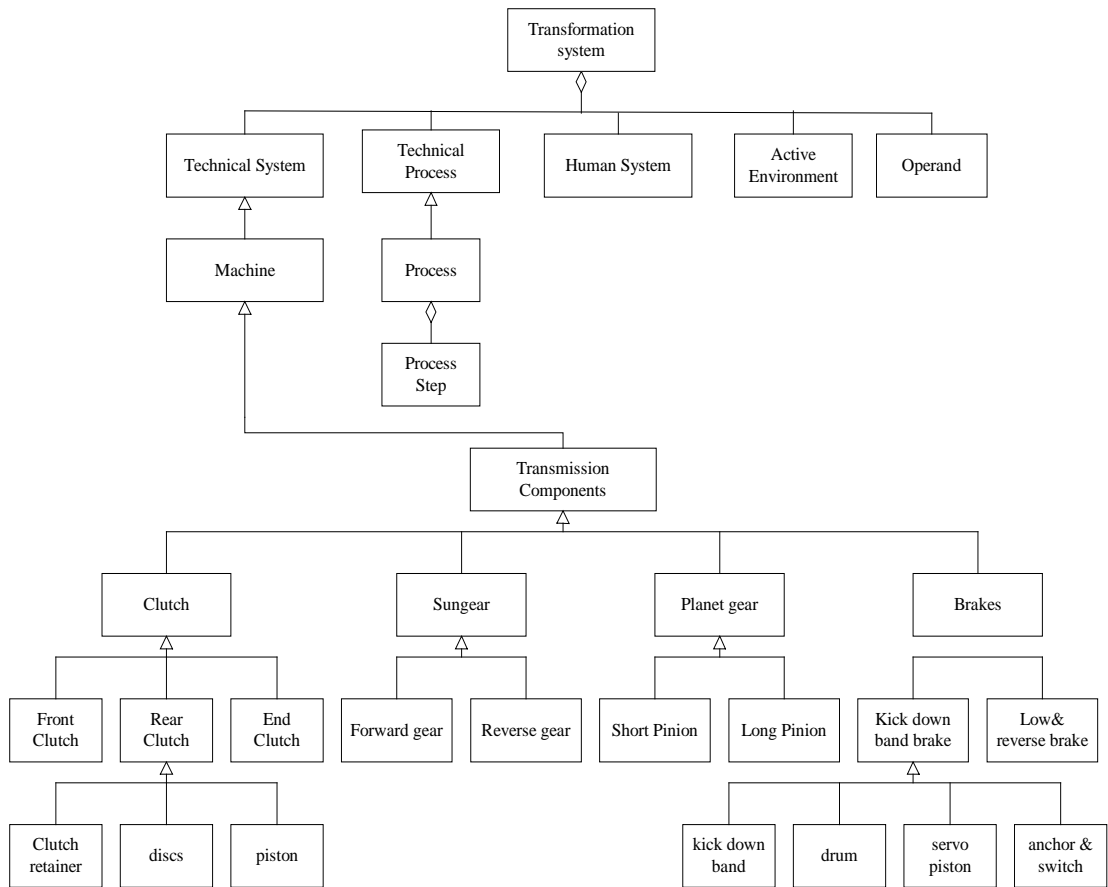 Transformation
system
Technical System
Technical
Process
Human System
Active
Environment
Operand
Machine
Process
Process
Step
Transmission
Components
Clutch
Sungear
Planet gear
Brakes
Front
Clutch
Rear
Clutch
End
Clutch
Forward gear
Reverse gear
Short Pinion
Long Pinion
Kick down
band brake
Low&
reverse brake
Clutch
retainer
discs
piston
kick down
band
drum
servo
piston
anchor &
switch